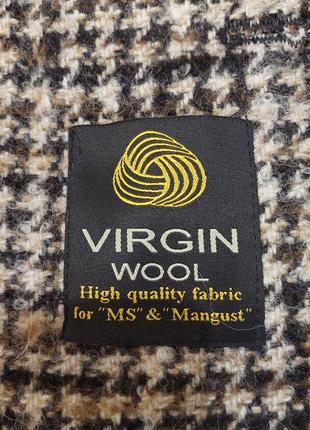 VIRGIN
WOOL
High quality fabric
for "MS" & "Mangust"